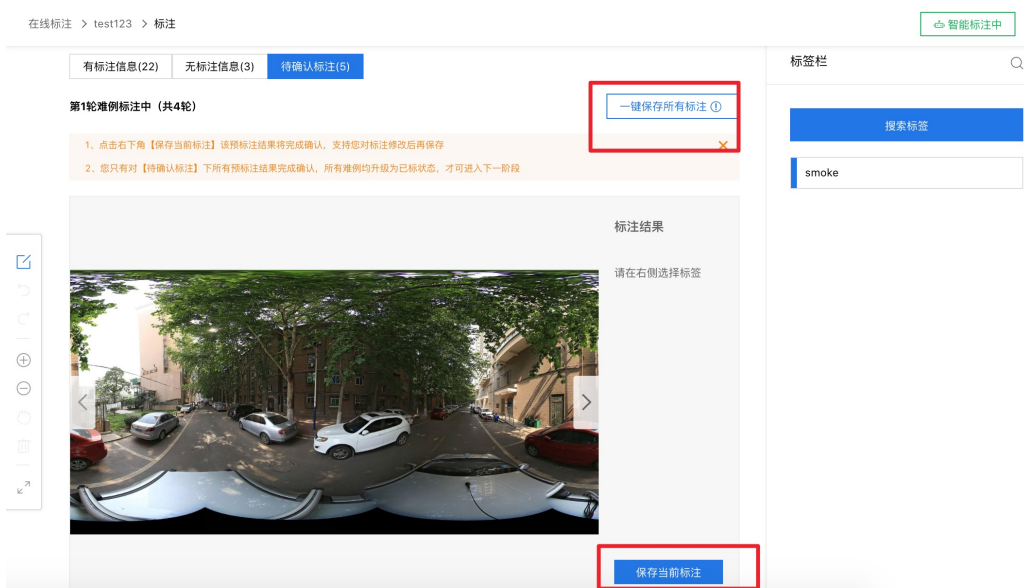 在线标注 > test123 > 标注
智能标注中
有标注信息(22) 无标注信息(3) 待确认标注(5)
标签栏
第1轮难例标注中（共4轮）
一键保存所有标注
搜索标签
1、点击右下角【保存当前标注】该预标注结果将完成确认，支持您对标注修改后再保存
2、您只有对【待确认标注】下所有预标注结果完成确认，所有难例均升级为已标状态，才可进入下一阶段
smoke
标注结果
请在右侧选择标签
保存当前标注